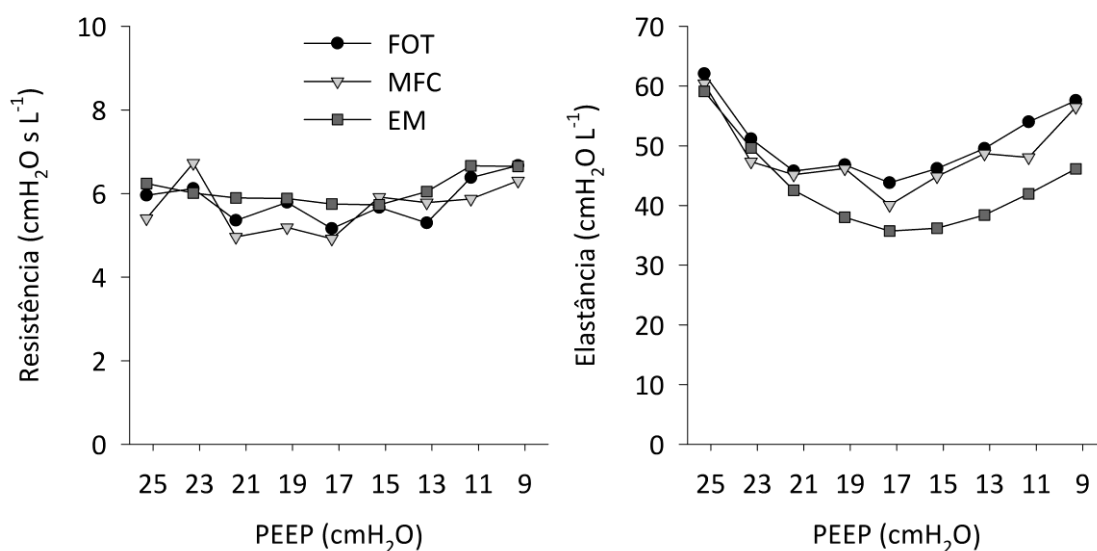 10
8
6
4
2
0
Resistência (cmH₂O s L⁻¹)
FOT
MFC
EM
25 23 21 19 17 15 13 11 9
PEEP (cmH₂O)
70
60
50
40
30
20
10
0
Elastância (cmH₂O L⁻¹)
25 23 21 19 17 15 13 11 9
PEEP (cmH₂O)